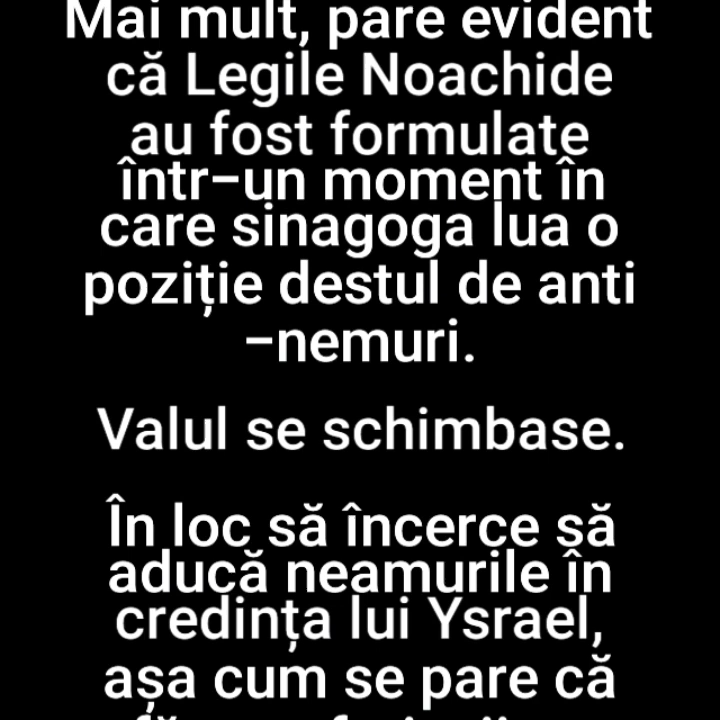 Mai mult, pare evident
că Legile Noachide
au fost formulate
într-un moment în
care sinagoga lua o
poziție destul de anti
-nemuri.
Valul se schimbase.
În loc să încerce să
aducă neamurile în
credința lui Ysrael,
așa cum se pare că